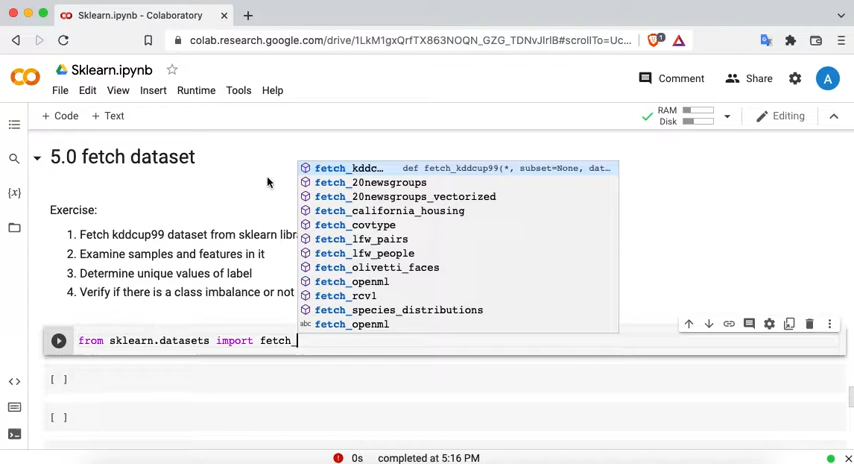 Sklearn.ipynb - Colaboratory
colab.research.google.com/drive/1LkM1gxQrfTX863NOQN_GZG_TDNvJIrlB#scrollTo=Uc...
1
Sklearn.ipynb
Comment
Share
A
File Edit View Insert Runtime Tools Help
+ Code + Text
RAM
Disk
Editing
5.0 fetch dataset
Exercise:
1. Fetch kddcup99 dataset from sklearn libra
2. Examine samples and features in it
3. Determine unique values of label
4. Verify if there is a class imbalance or not
fetch_kddc… def fetch_kddcup99(*, subset=None, dat…
fetch_20newsgroups
fetch_20newsgroups_vectorized
fetch_california_housing
fetch_covtype
fetch_lfw_pairs
fetch_lfw_people
fetch_olivetti_faces
fetch_openml
fetch_rcv1
fetch_species_distributions
abc fetch_openml
from sklearn.datasets import fetch_
[ ]
[ ]
0s completed at 5:16 PM